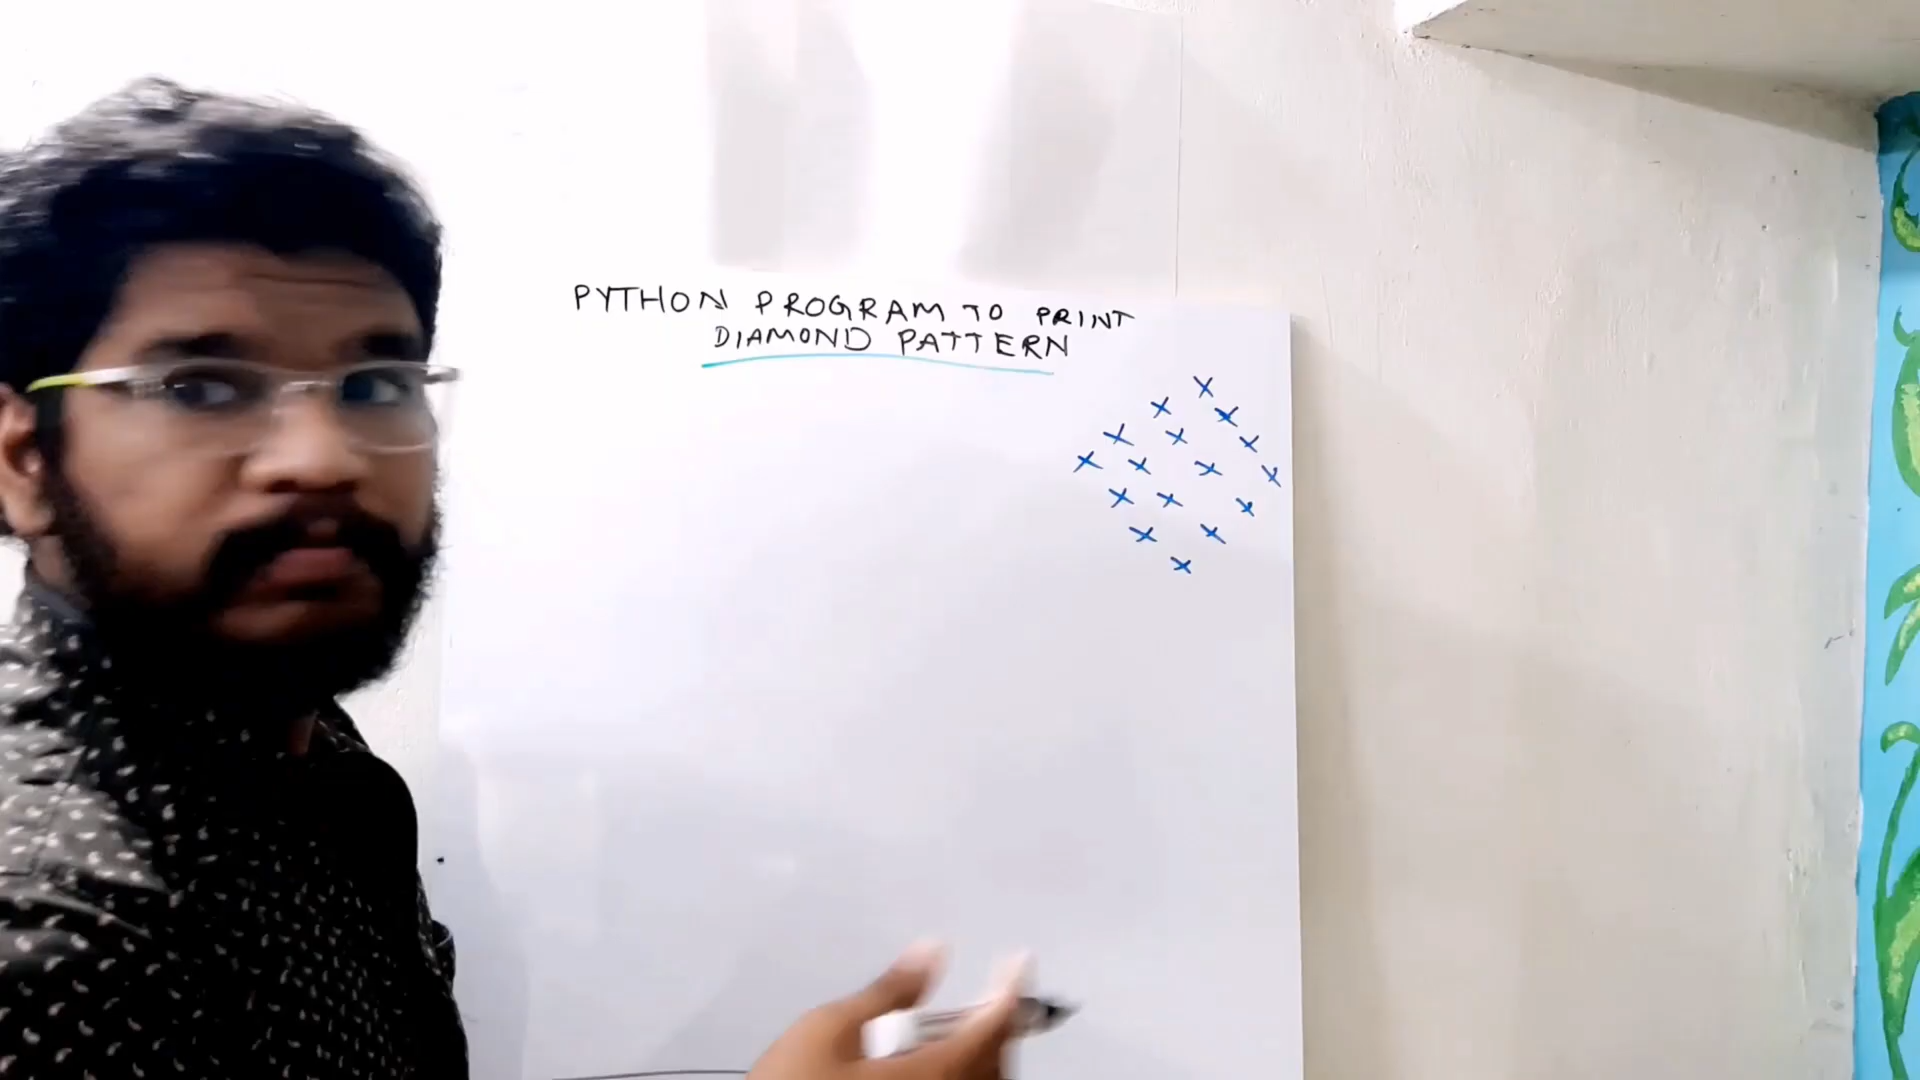 PYTHON PROGRAM TO PRINT
DIAMOND PATTERN
x
x x
x x x
x x x x
x x x
x x
x